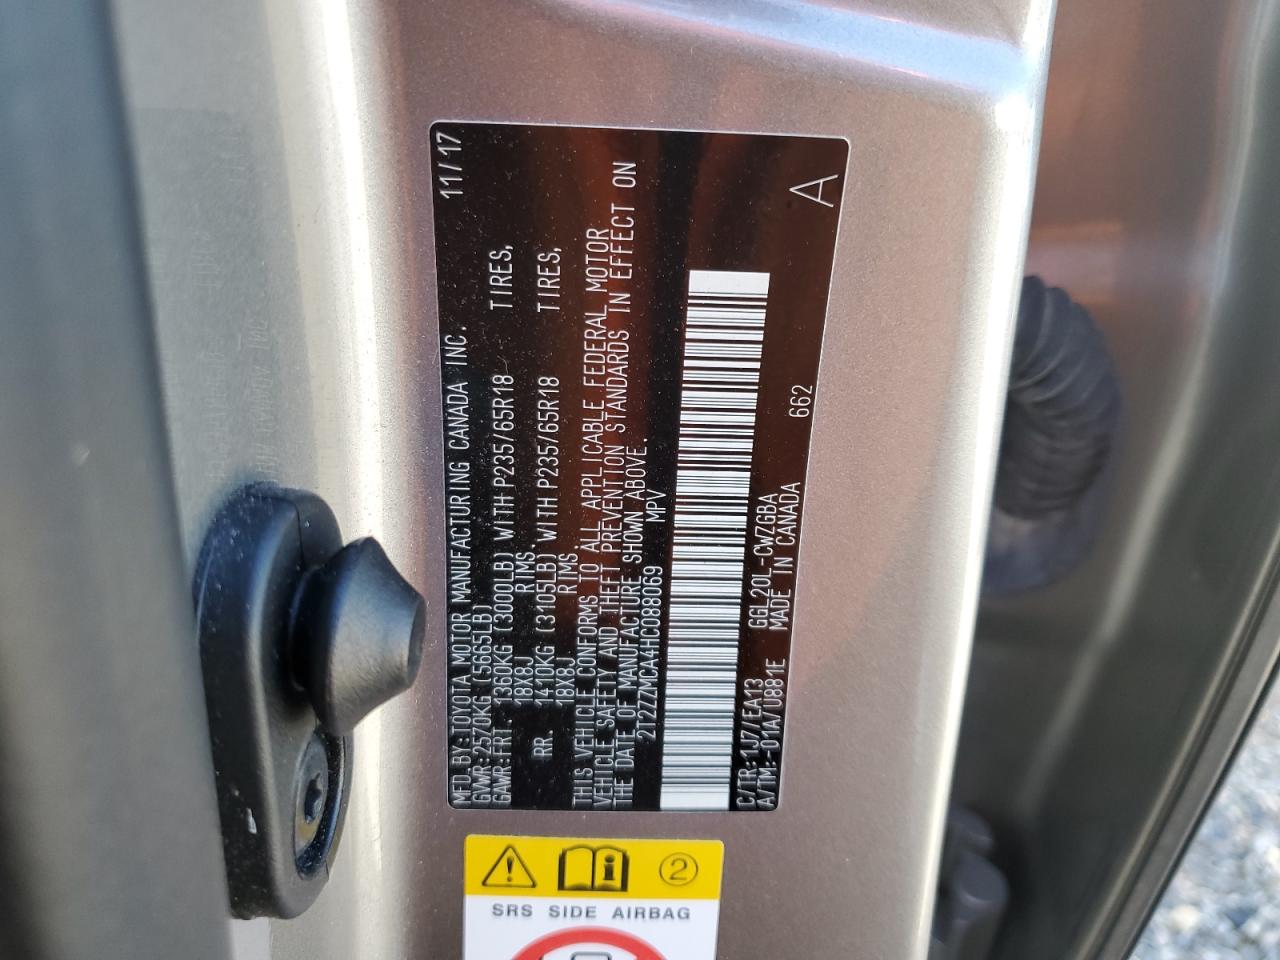 MFD. BY: TOYOTA MOTOR MANUFACTURING CANADA INC. 11/17
GVWR: 2570KG (5665LB)
GAWR: FRT. 1360KG (3000LB) WITH P235/65R18 TIRES,
18X8J RIMS.
RR. 1410KG (3105LB) WITH P235/65R18 TIRES,
18X8J RIMS.
THIS VEHICLE CONFORMS TO ALL APPLICABLE FEDERAL MOTOR
VEHICLE SAFETY AND THEFT PREVENTION STANDARDS IN EFFECT ON
THE DATE OF MANUFACTURE SHOWN ABOVE.
2T2ZZMCA4HC088069 MPV
C/TR: 1J7/EA13 GGL20L-CWZGBA
A/TM: -01A/U881E MADE IN CANADA 662 A
2
SRS SIDE AIRBAG